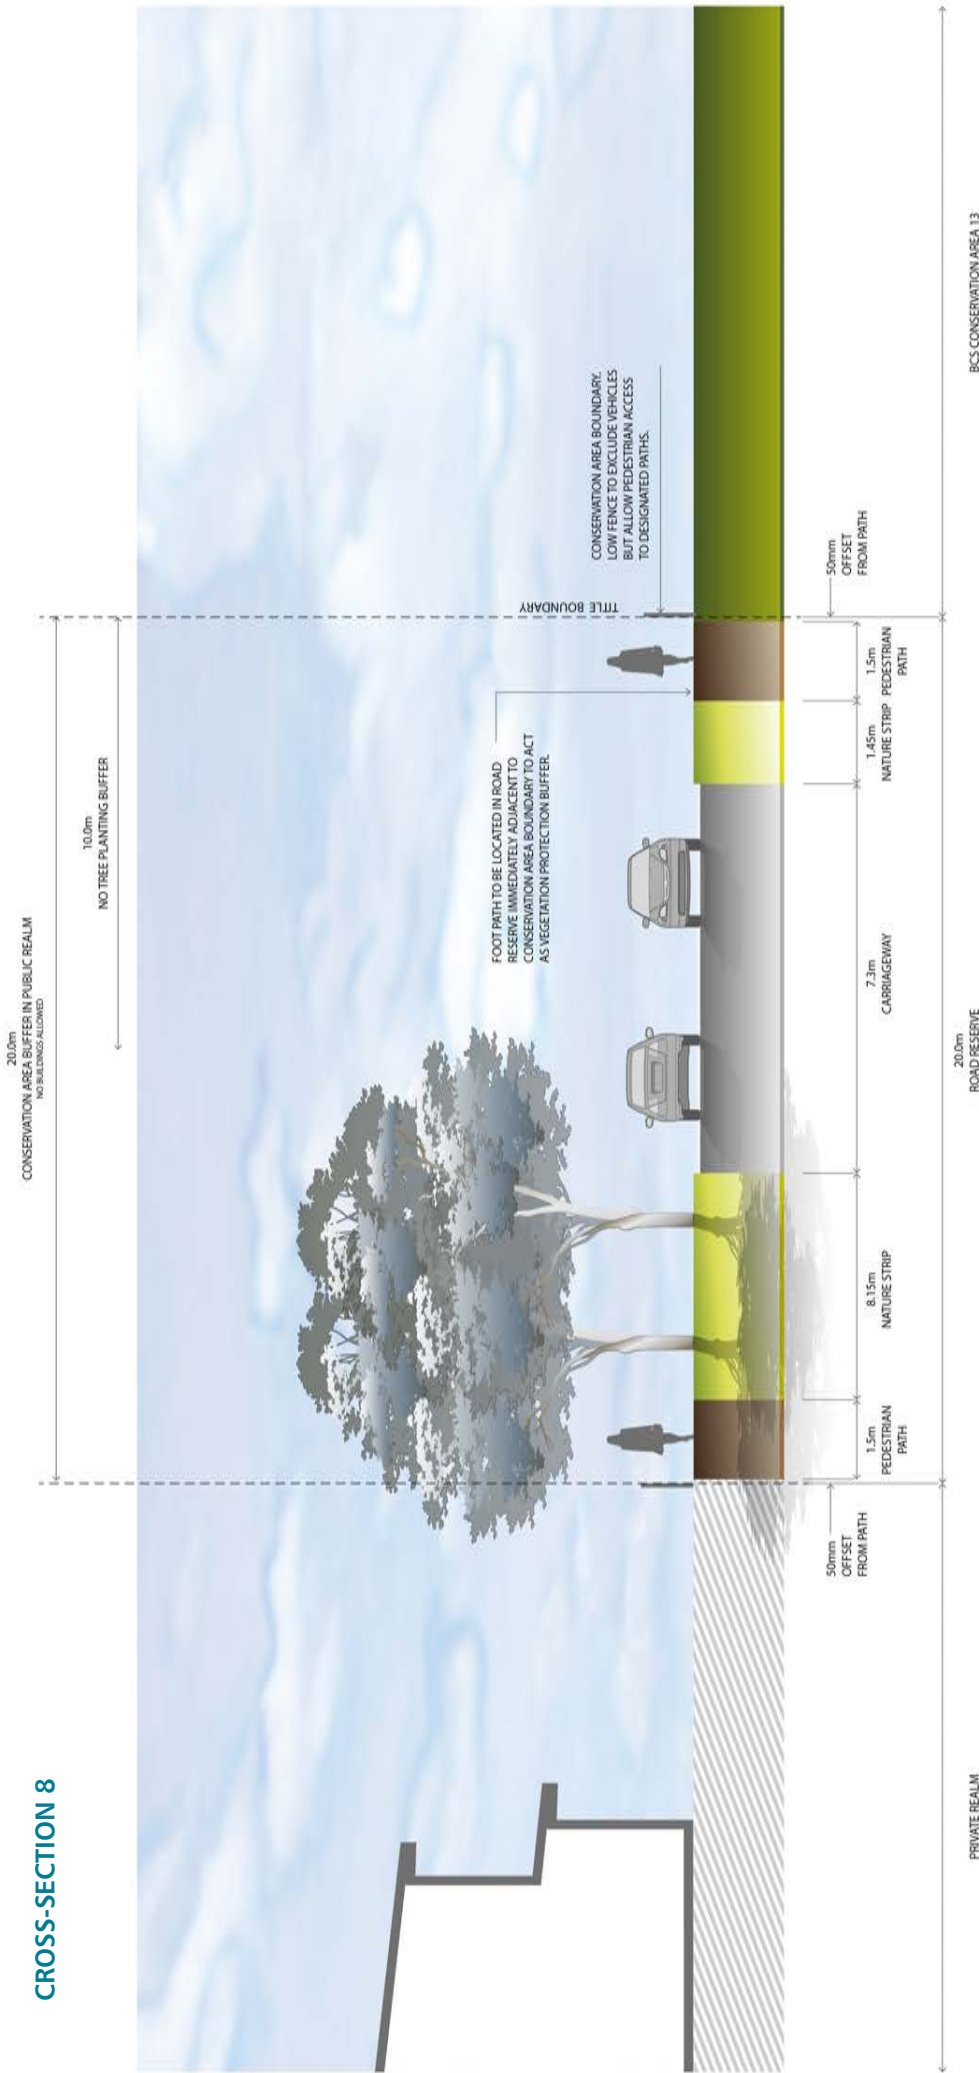 CROSS-SECTION 8
20.0m
CONSERVATION AREA BUFFER IN PUBLIC REALM
NO BUILDINGS ALLOWED
10.0m
NO TREE PLANTING BUFFER
FOOT PATH TO BE LOCATED IN ROAD
RESERVE IMMEDIATELY ADJACENT TO
CONSERVATION AREA BOUNDARY TO ACT
AS VEGETATION PROTECTION BUFFER.
TITLE BOUNDARY
CONSERVATION AREA BOUNDARY.
LOW FENCE TO EXCLUDE VEHICLES
BUT ALLOW PEDESTRIAN ACCESS
TO DESIGNATED PATHS.
50mm
OFFSET
FROM PATH
1.5m
PEDESTRIAN
PATH
8.15m
NATURE STRIP
7.3m
CARRIAGEWAY
1.45m
NATURE STRIP
1.5m
PEDESTRIAN
PATH
50mm
OFFSET
FROM PATH
PRIVATE REALM
20.0m
ROAD RESERVE
BCS CONSERVATION AREA 13